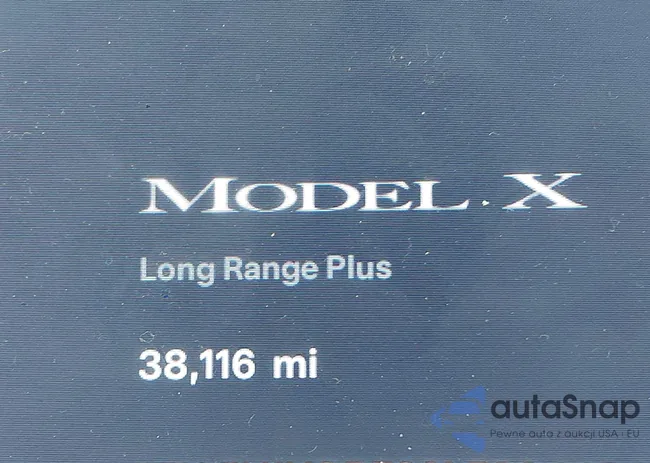 MODEL X
Long Range Plus
38,116 mi
autaSnap
Pewne auta z aukcji USA i EU